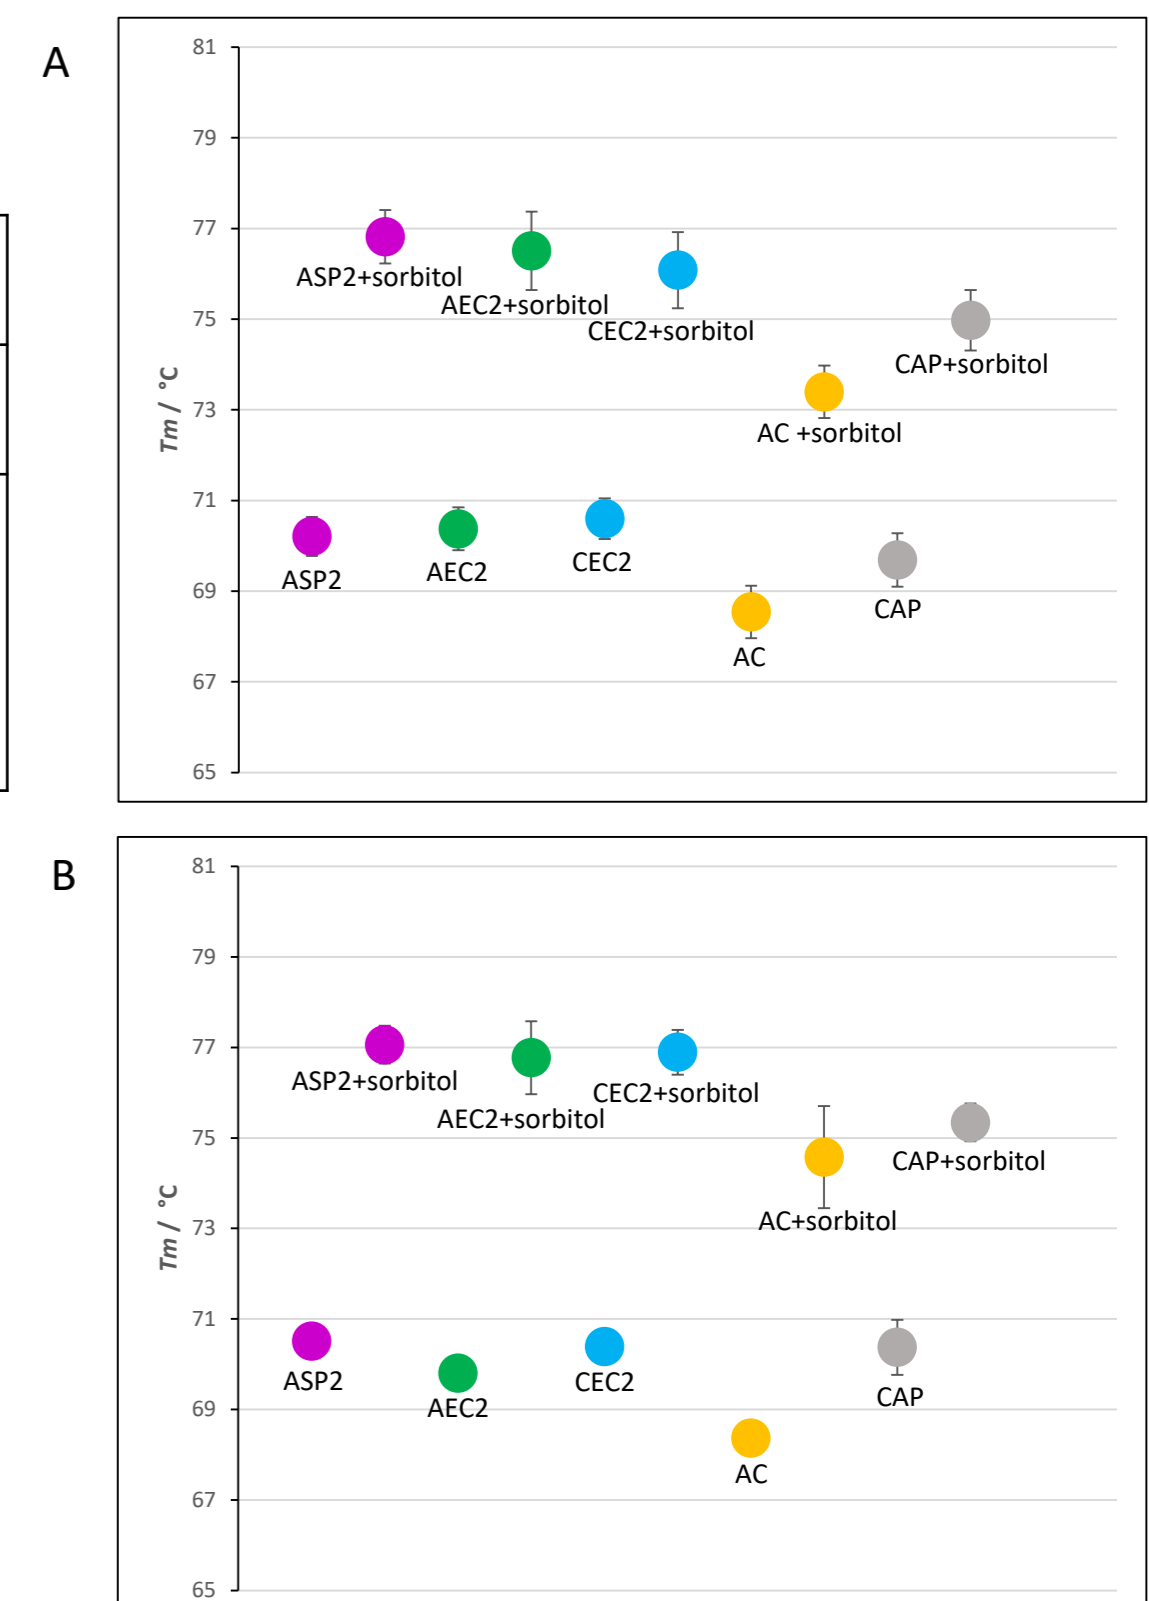 A
81
79
77
ASP2+sorbitol
AEC2+sorbitol
CEC2+sorbitol
75
CAP+sorbitol
Tm / °C
73
AC +sorbitol
71
ASP2
AEC2
CEC2
69
CAP
AC
67
65
B
81
79
77
ASP2+sorbitol
CEC2+sorbitol
AEC2+sorbitol
75
CAP+sorbitol
Tm / °C
73
AC+sorbitol
71
ASP2
CEC2
CAP
AEC2
69
AC
67
65